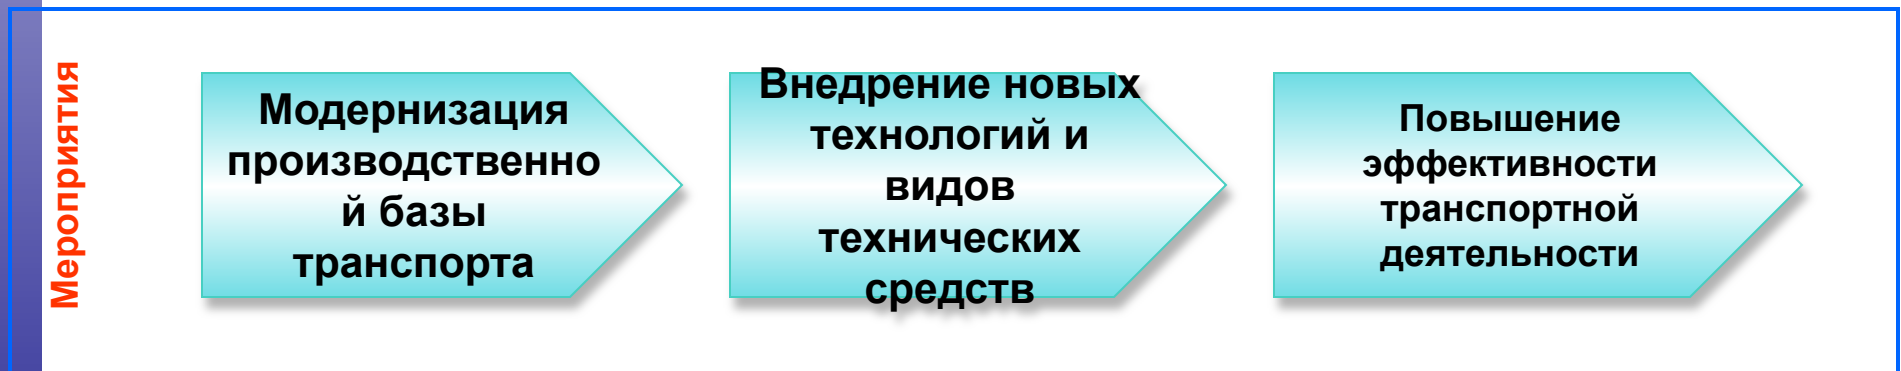 Мероприятия
Модернизация
производственно
й базы
транспорта
Внедрение новых
технологий и
видов
технических
средств
Повышение
эффективности
транспортной
деятельности